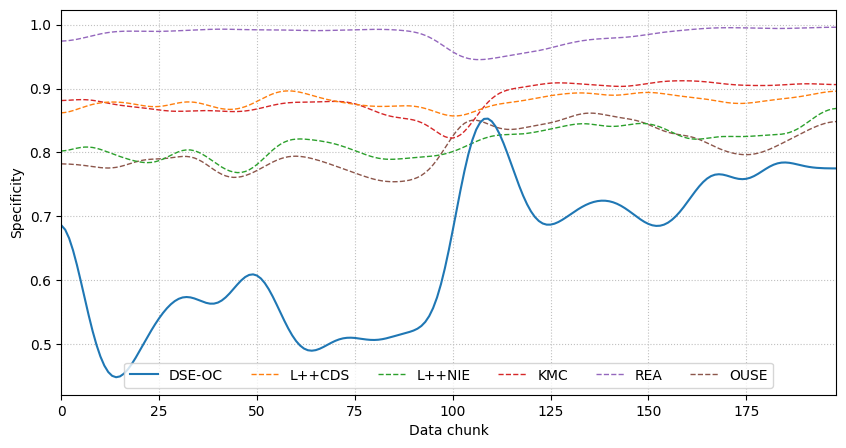 1.0
0.9
0.8
0.7
0.6
0.5
Specificity
DSE-OC L++CDS L++NIE KMC REA OUSE
0 25 50 75 100 125 150 175
Data chunk